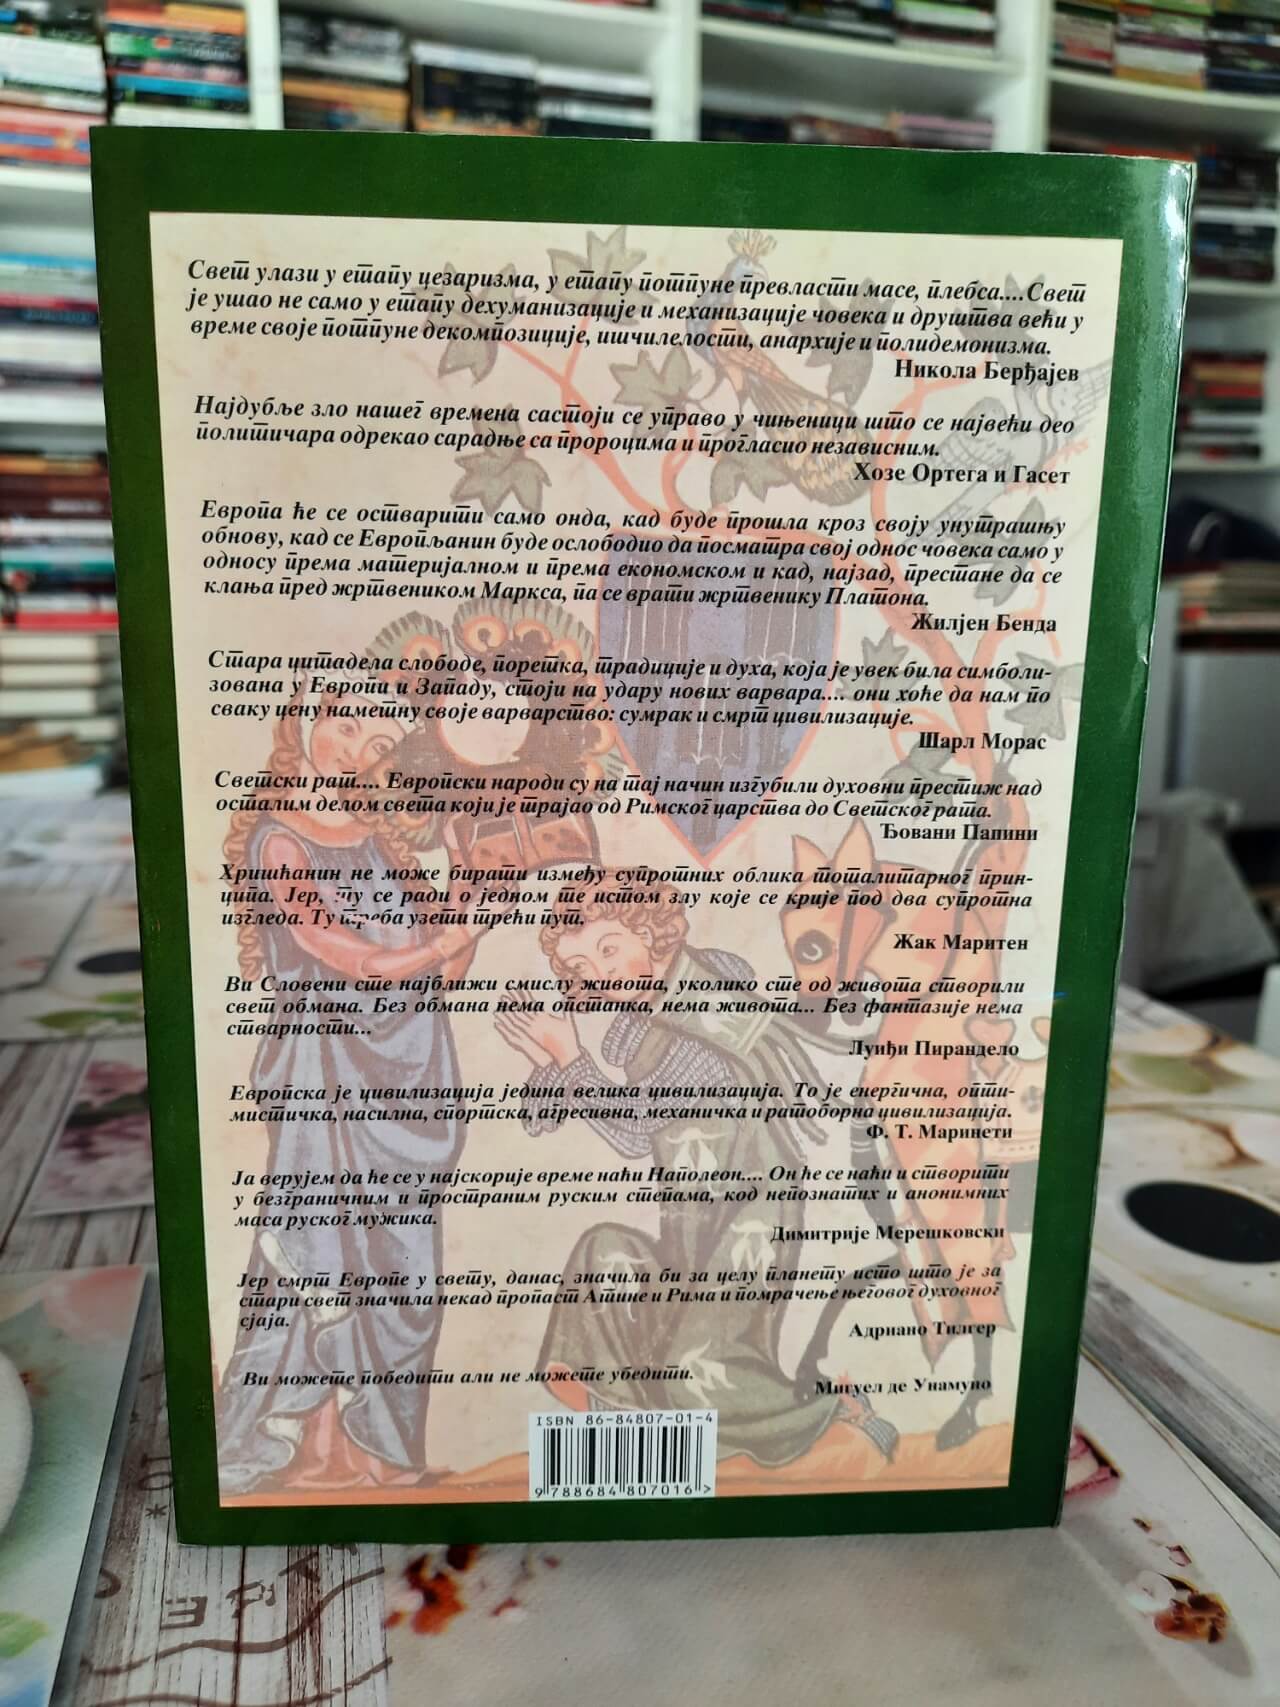 Свет улази у етапу цезаризма, у етапу потпуне превласти масе, плебса....Свет
је ушао не само у етапу дехуманизације и механизације човека и друштва већи у
време своје потпуне декомпозиције, ишчилелости, анархије и полидемонизма.
Никола Берђајев
Најдубље зло нашег времена састоји се управо у чињеници што се највећи део
политичара одрекао сарадње са пророцима и прогласио независним.
Хозе Ортега и Гасет
Европа ће се остварити само онда, кад буде прошла кроз своју унутрашњу
обнову, кад се Европљанин буде ослободио да посматра свој однос човека само у
односу према материјалном и према економском и кад, најзад, престане да се
клања пред жртвеником Маркса, па се врати жртвенику Платона.
Жилјен Бенда
Стара цитадела слободе, поретка, традиције и духа, која је увек била симболи-
зована у Европи и Западу, стоји на удару нових варвара.... они хоће да нам по
сваку цену наметну своје варварство: сумрак и смрт цивилизације.
Шарл Морас
Светски рат.... Европски народи су на тај начин изгубили духовни престиж над
осталим делом света који је трајао од Римског царства до Светског рата.
Ђовани Папини
Хришћанин не може бирати између супротних облика тоталитарног прин-
ципа. Јер, ту се ради о једном те истом злу које се крије под два супротна
изгледа. Ту треба узети трећи пут.
Жак Маритен
Ви Словени сте најближи смислу живота, уколико сте од живота створили
свет обмана. Без обмана нема опстанка, нема живота... Без фантазије нема
стварности...
Луиђи Пирандело
Европска је цивилизација једина велика цивилизација. То је енергична, опти-
мистичка, насилна, спортска, агресивна, механичка и ратоборна цивилизација.
Ф. Т. Маринети
Ја верујем да ће се у најскорије време наћи Наполеон.... Он ће се наћи и створити
у безграничним и пространим руским степама, код непознатих и анонимних
маса руског мужика.
Димитрије Мерешковски
Јер смрт Европе у свету, данас, значила би за целу планету исто што је за
стари свет значила некад пропаст Атине и Рима и помрачење његовог духовног
сјаја.
Адриано Тилгер
Ви можете победити али не можете убедити.
Мигуел де Унамуно
ISBN 86-84807-01-4
9 788684 807016 >